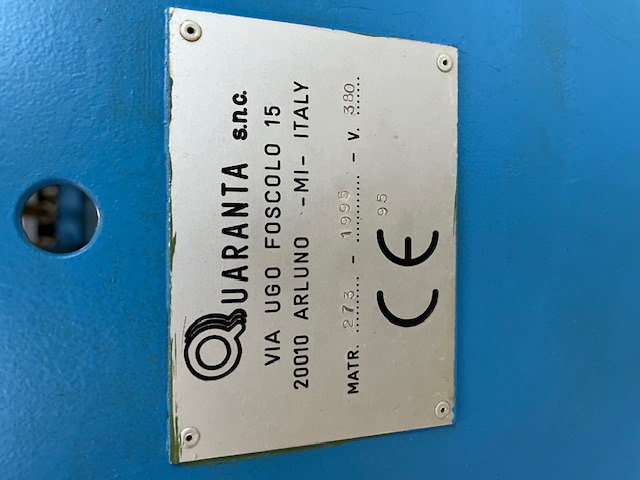 QUARANTA s.n.c.
VIA UGO FOSCOLO 15
20010 ARLUNO -MI- ITALY
MATR. 273 - 1995 - V. 380
CE 95